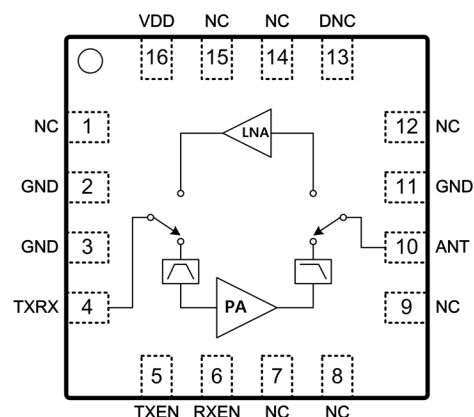 VDD NC NC DNC
16 15 14 13
LNA
NC 1 12 NC
GND 2 11 GND
GND 3 10 ANT
TXRX 4 PA 9 NC
5 6 7 8
TXEN RXEN NC NC